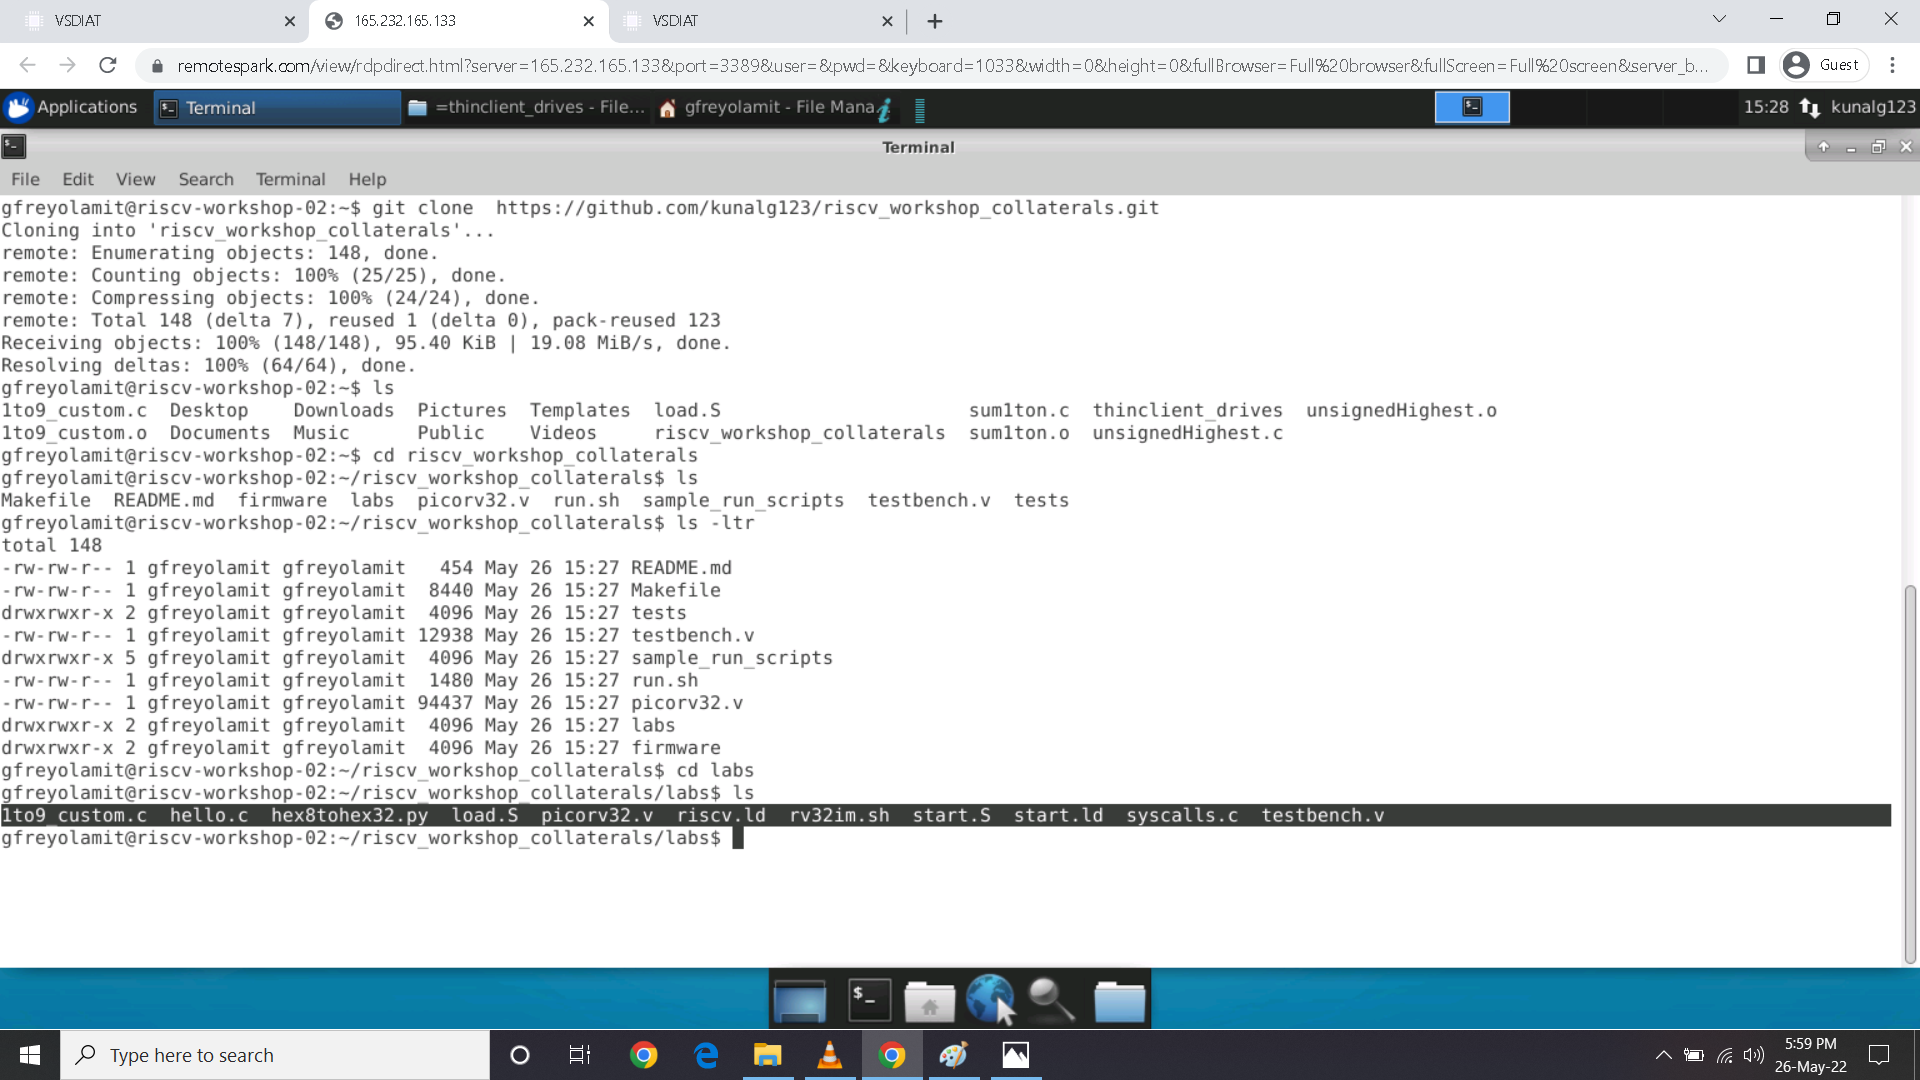 VSDIAT
165.232.165.133
VSDIAT
remotespark.com/view/rdpdirect.html?server=165.232.165.133&port=3389&user=&pwd=&keyboard=1033&width=0&height=0&fullBrowser=Full%20browser&fullScreen=Full%20screen&server_b...
Guest
Applications
Terminal
=thinclient_drives - File...
gfreyolamit - File Mana
15:28
kunalg123
Terminal
File Edit View Search Terminal Help
gfreyolamit@riscv-workshop-02:~$ git clone  https://github.com/kunalg123/riscv_workshop_collaterals.git
Cloning into 'riscv_workshop_collaterals'...
remote: Enumerating objects: 148, done.
remote: Counting objects: 100% (25/25), done.
remote: Compressing objects: 100% (24/24), done.
remote: Total 148 (delta 7), reused 1 (delta 0), pack-reused 123
Receiving objects: 100% (148/148), 95.40 KiB | 19.08 MiB/s, done.
Resolving deltas: 100% (64/64), done.
gfreyolamit@riscv-workshop-02:~$ ls
1to9_custom.c  Desktop    Downloads  Pictures  Templates  load.S                      sum1ton.c  thinclient_drives  unsignedHighest.o
1to9_custom.o  Documents  Music      Public    Videos     riscv_workshop_collaterals  sum1ton.o  unsignedHighest.c
gfreyolamit@riscv-workshop-02:~$ cd riscv_workshop_collaterals
gfreyolamit@riscv-workshop-02:~/riscv_workshop_collaterals$ ls
Makefile  README.md  firmware  labs  picorv32.v  run.sh  sample_run_scripts  testbench.v  tests
gfreyolamit@riscv-workshop-02:~/riscv_workshop_collaterals$ ls -ltr
total 148
-rw-rw-r-- 1 gfreyolamit gfreyolamit   454 May 26 15:27 README.md
-rw-rw-r-- 1 gfreyolamit gfreyolamit  8440 May 26 15:27 Makefile
drwxrwxr-x 2 gfreyolamit gfreyolamit  4096 May 26 15:27 tests
-rw-rw-r-- 1 gfreyolamit gfreyolamit 12938 May 26 15:27 testbench.v
drwxrwxr-x 5 gfreyolamit gfreyolamit  4096 May 26 15:27 sample_run_scripts
-rw-rw-r-- 1 gfreyolamit gfreyolamit  1480 May 26 15:27 run.sh
-rw-rw-r-- 1 gfreyolamit gfreyolamit 94437 May 26 15:27 picorv32.v
drwxrwxr-x 2 gfreyolamit gfreyolamit  4096 May 26 15:27 labs
drwxrwxr-x 2 gfreyolamit gfreyolamit  4096 May 26 15:27 firmware
gfreyolamit@riscv-workshop-02:~/riscv_workshop_collaterals$ cd labs
gfreyolamit@riscv-workshop-02:~/riscv_workshop_collaterals/labs$ ls
1to9_custom.c  hello.c  hex8tohex32.py  load.S  picorv32.v  riscv.ld  rv32im.sh  start.S  start.ld  syscalls.c  testbench.v
gfreyolamit@riscv-workshop-02:~/riscv_workshop_collaterals/labs$
Type here to search
5:59 PM
26-May-22